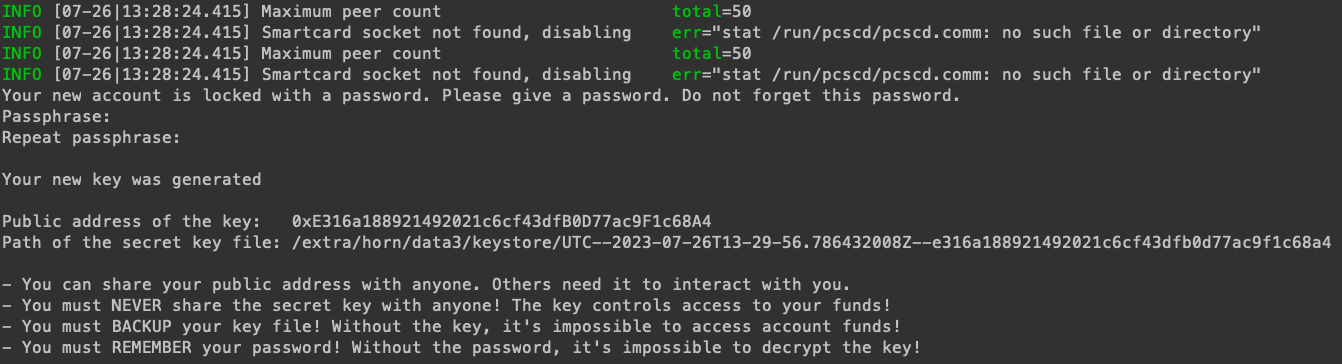 INFO [07-26|13:28:24.415] Maximum peer count total=50
INFO [07-26|13:28:24.415] Smartcard socket not found, disabling err="stat /run/pcscd/pcscd.comm: no such file or directory"
INFO [07-26|13:28:24.415] Maximum peer count total=50
INFO [07-26|13:28:24.415] Smartcard socket not found, disabling err="stat /run/pcscd/pcscd.comm: no such file or directory"
Your new account is locked with a password. Please give a password. Do not forget this password.
Passphrase:
Repeat passphrase:
Your new key was generated
Public address of the key: 0xE316a188921492021c6cf43dfB0D77ac9F1c68A4
Path of the secret key file: /extra/horn/data3/keystore/UTC--2023-07-26T13-29-56.786432008Z--e316a188921492021c6cf43dfb0d77ac9f1c68a4
- You can share your public address with anyone. Others need it to interact with you.
- You must NEVER share the secret key with anyone! The key controls access to your funds!
- You must BACKUP your key file! Without the key, it's impossible to access account funds!
- You must REMEMBER your password! Without the password, it's impossible to decrypt the key!